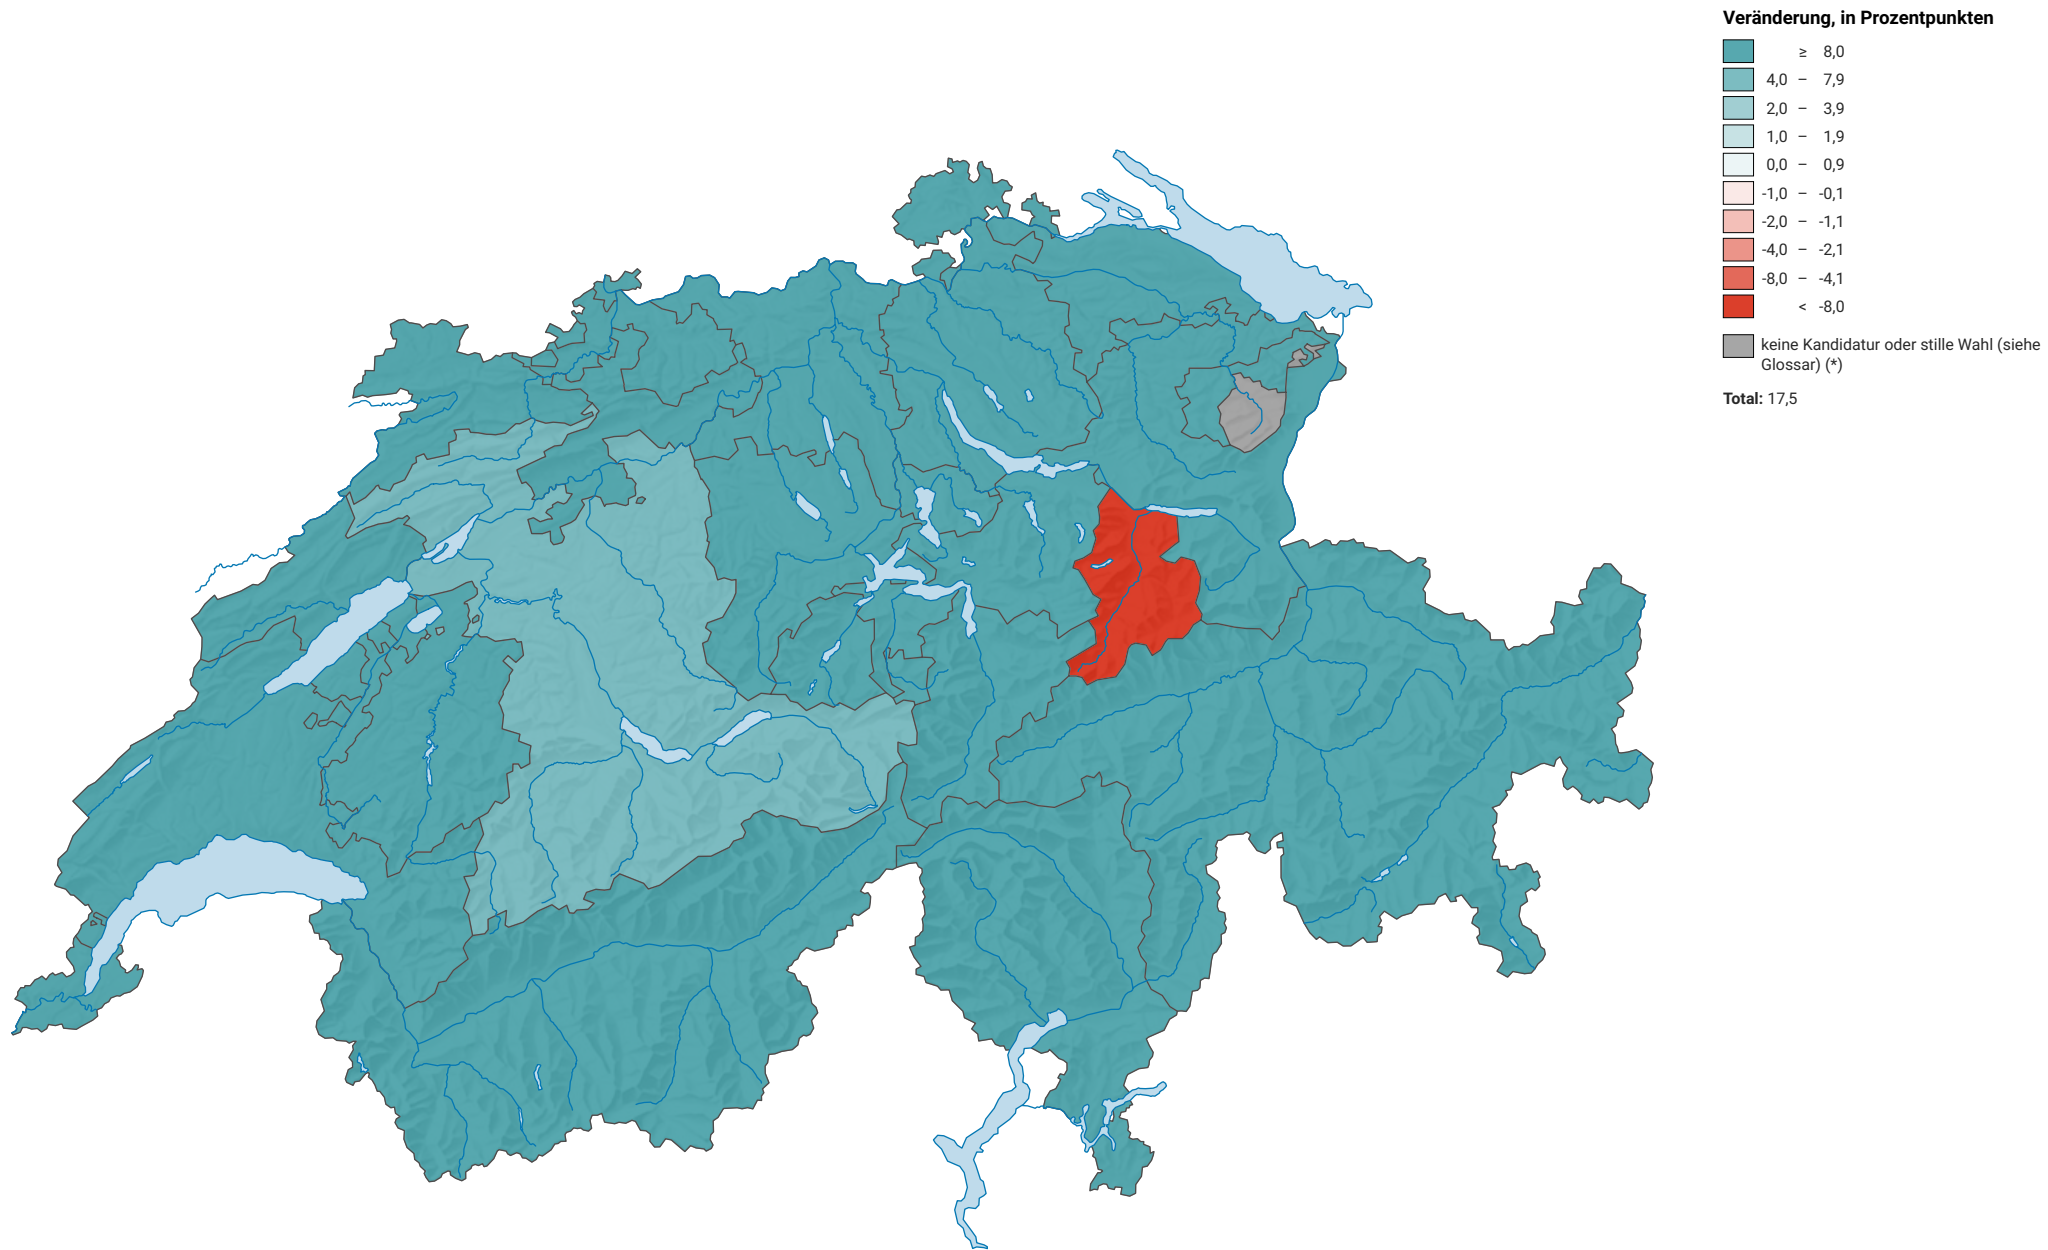 Veränderung, in Prozentpunkten
≥ 8,0
4,0 – 7,9
2,0 – 3,9
1,0 – 1,9
0,0 – 0,9
-1,0 – -0,1
-2,0 – -1,1
-4,0 – -2,1
-8,0 – -4,1
< -8,0
keine Kandidatur oder stille Wahl (siehe
Glossar) (*)
Total: 17,5